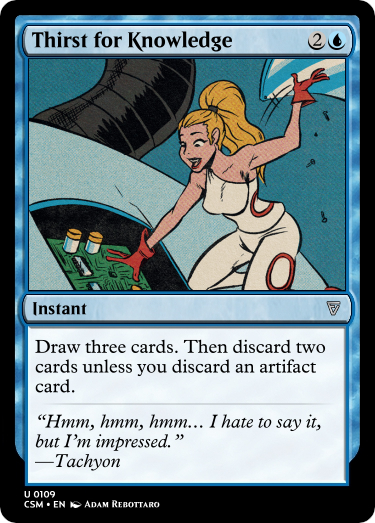 Thirst for Knowledge 2
Instant
Draw three cards. Then discard two
cards unless you discard an artifact
card.
“Hmm, hmm, hmm… I hate to say it,
but I’m impressed.”
—Tachyon
U 0109
CSM • EN Adam Rebottaro